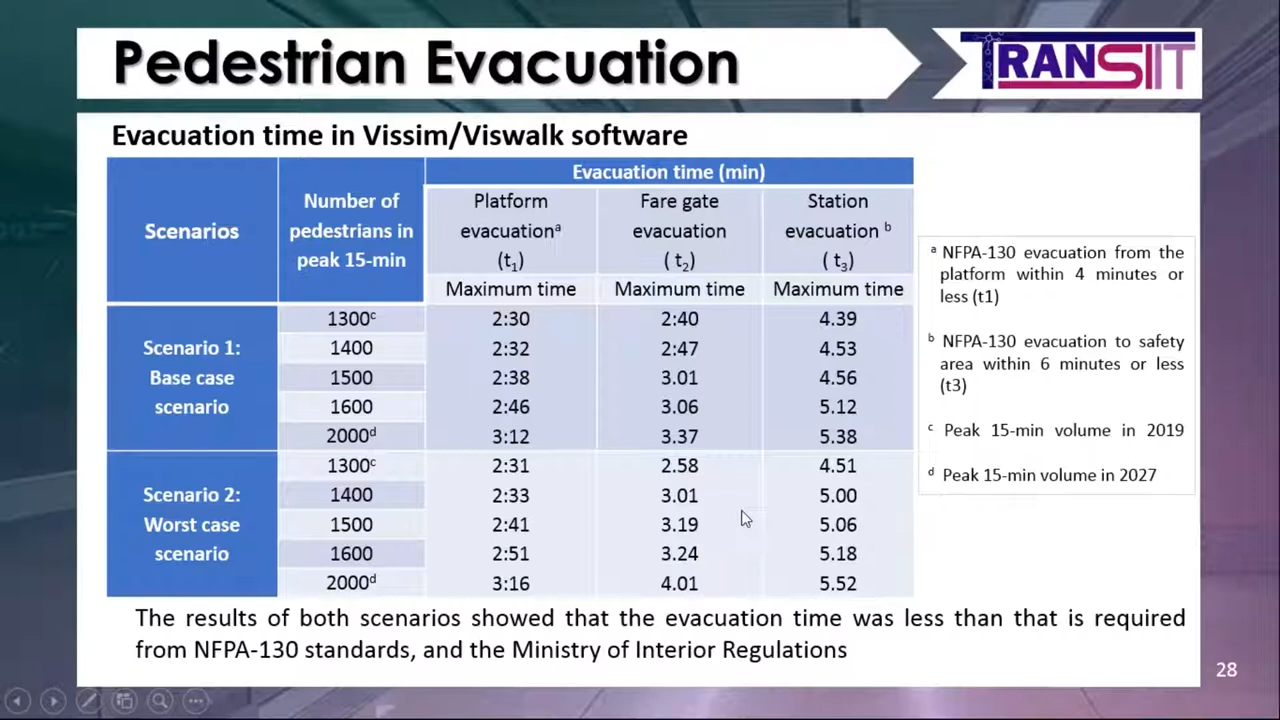 Pedestrian Evacuation
TRANSIIT
Evacuation time in Vissim/Viswalk software
Scenarios
Number of
pedestrians in
peak 15-min
Evacuation time (min)
Platform
evacuationᵃ
(t₁)
Fare gate
evacuation
( t₂)
Station
evacuation ᵇ
( t₃)
Maximum time Maximum time Maximum time
Scenario 1:
Base case
scenario
1300ᶜ 2:30 2:40 4.39
1400 2:32 2:47 4.53
1500 2:38 3.01 4.56
1600 2:46 3.06 5.12
2000ᵈ 3:12 3.37 5.38
Scenario 2:
Worst case
scenario
1300ᶜ 2:31 2.58 4.51
1400 2:33 3.01 5.00
1500 2:41 3.19 5.06
1600 2:51 3.24 5.18
2000ᵈ 3:16 4.01 5.52
ᵃ NFPA-130 evacuation from the
platform within 4 minutes or
less (t1)
ᵇ NFPA-130 evacuation to safety
area within 6 minutes or less
(t3)
ᶜ Peak 15-min volume in 2019
ᵈ Peak 15-min volume in 2027
The results of both scenarios showed that the evacuation time was less than that is required
from NFPA-130 standards, and the Ministry of Interior Regulations
28